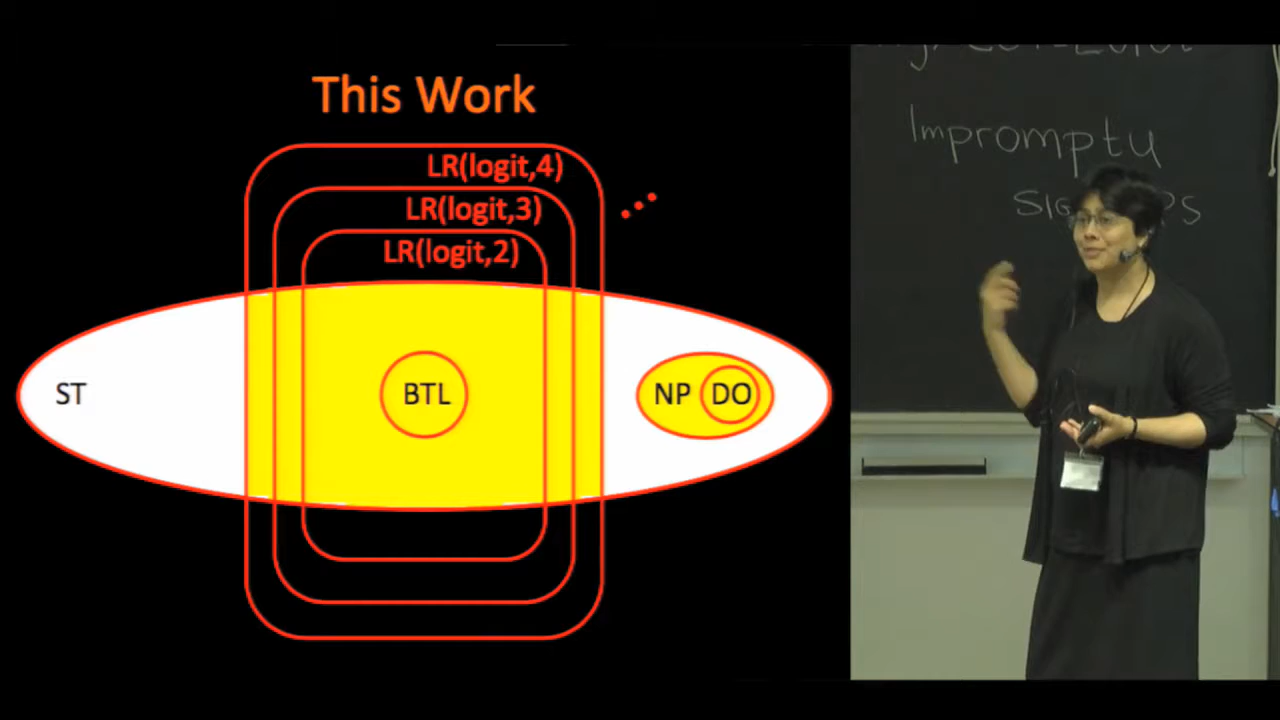 This Work
LR(logit,4)
LR(logit,3)
LR(logit,2)
ST
BTL
NP
DO
Impromptu